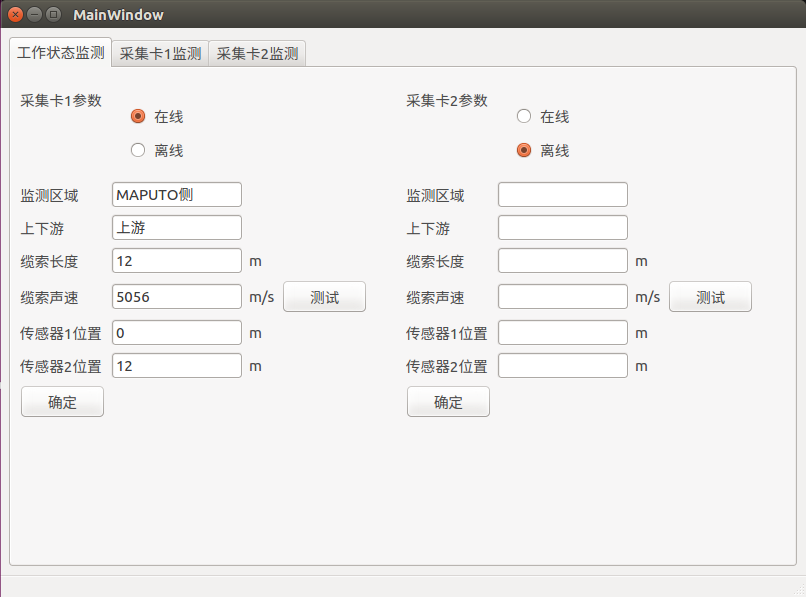 MainWindow
工作状态监测 采集卡1监测 采集卡2监测
采集卡1参数
在线
离线
监测区域 MAPUTO侧
上下游 上游
缆索长度 12 m
缆索声速 5056 m/s 测试
传感器1位置 0 m
传感器2位置 12 m
确定
采集卡2参数
在线
离线
监测区域
上下游
缆索长度 m
缆索声速 m/s 测试
传感器1位置 m
传感器2位置 m
确定